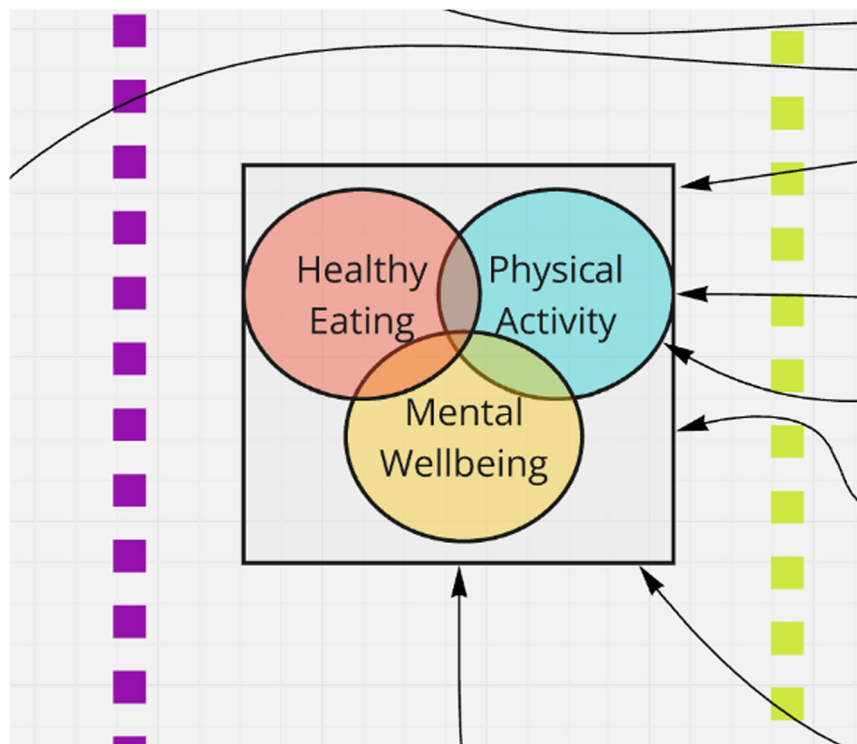 Healthy
Eating
Physical
Activity
Mental
Wellbeing